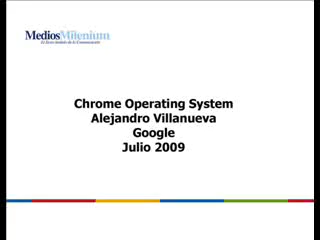 MediosMilenium
Chrome Operating System
Alejandro Villanueva
Google
Julio 2009